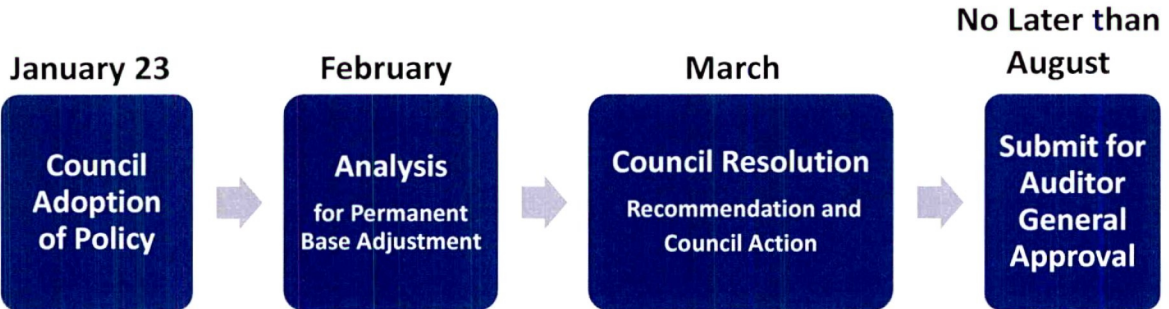 January 23
Council
Adoption
of Policy
February
Analysis
for Permanent
Base Adjustment
March
Council Resolution
Recommendation and
Council Action
No Later than
August
Submit for
Auditor
General
Approval